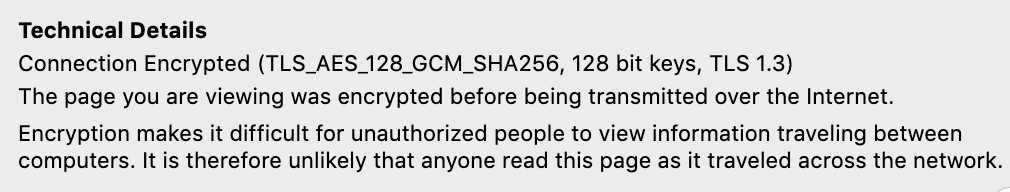 Technical Details
Connection Encrypted (TLS_AES_128_GCM_SHA256, 128 bit keys, TLS 1.3)
The page you are viewing was encrypted before being transmitted over the Internet.
Encryption makes it difficult for unauthorized people to view information traveling between
computers. It is therefore unlikely that anyone read this page as it traveled across the network.